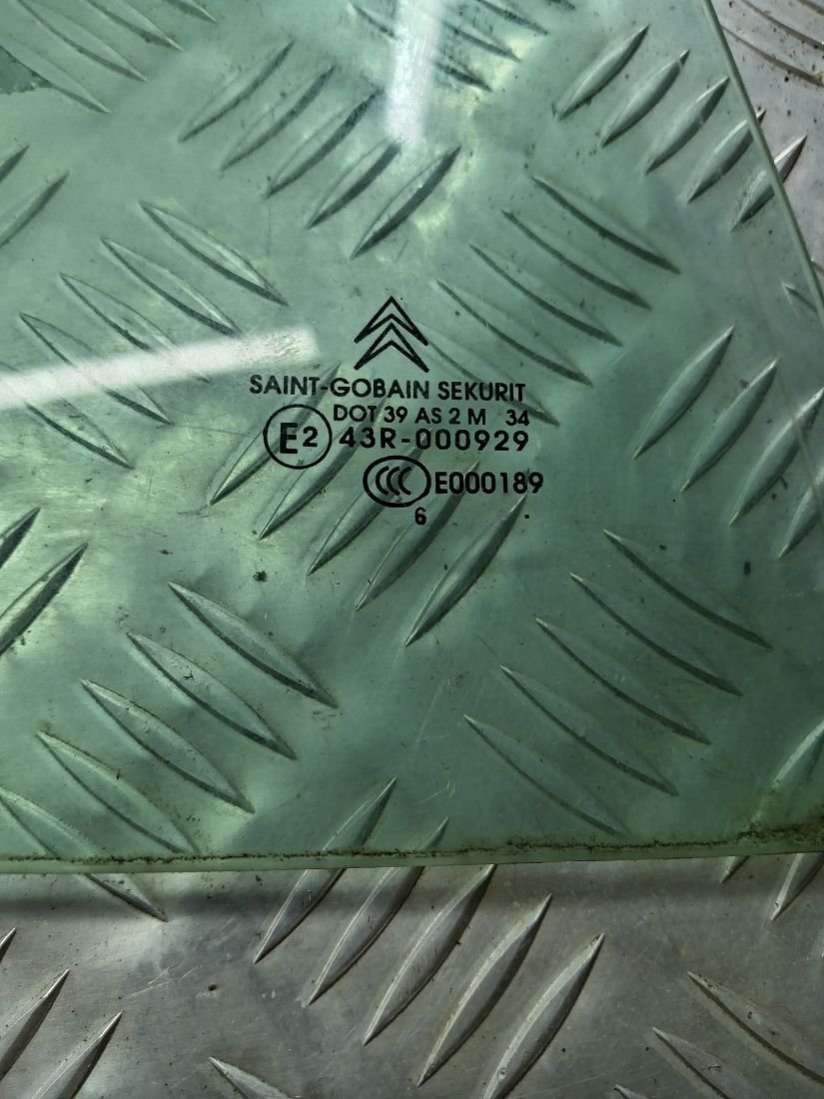 SAINT-GOBAIN SEKURIT
DOT 39 AS 2 M 34
E2 43R-000929
CCC E000189
6 .